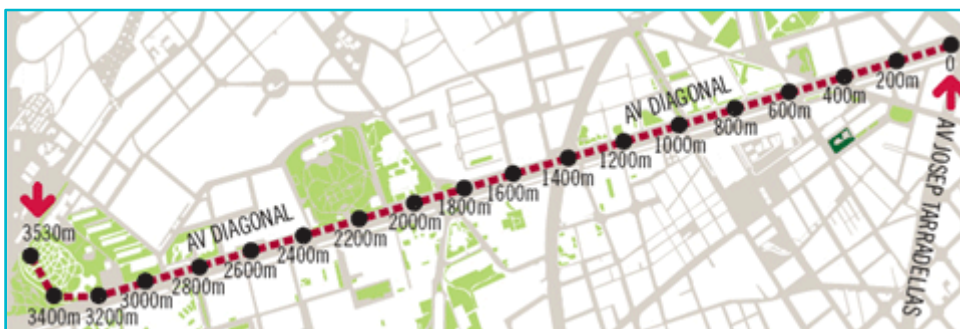 0
200m
400m
600m
800m
1000m
1200m
1400m
1600m
1800m
2000m
2200m
2400m
2600m
2800m
3000m
3200m
3400m
3530m
AV DIAGONAL
AV DIAGONAL
AV JOSEP TARRADELLAS